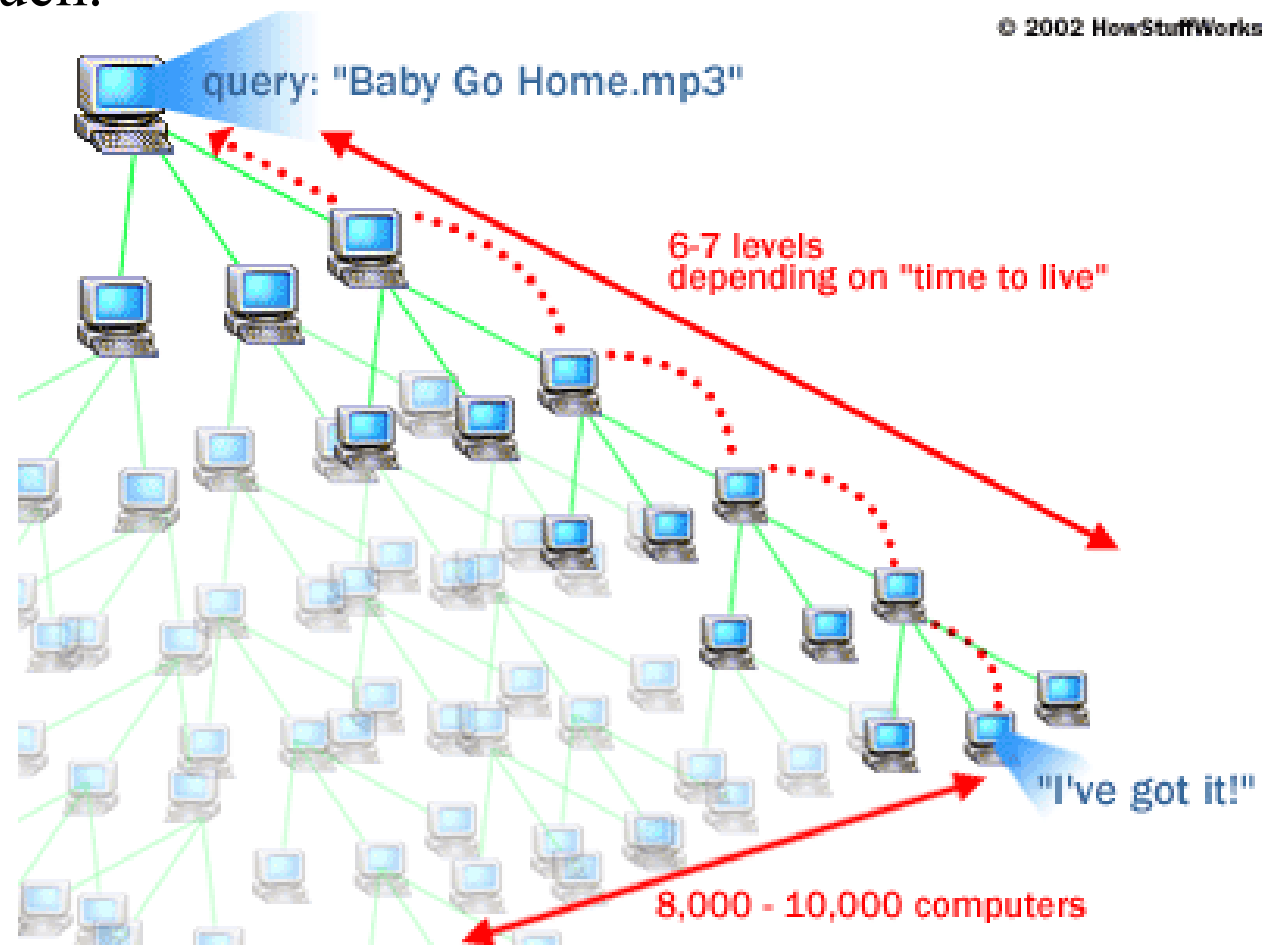 © 2002 HowStuffWorks
query: "Baby Go Home.mp3"
6-7 levels
depending on "time to live"
"I've got it!"
8,000 - 10,000 computers